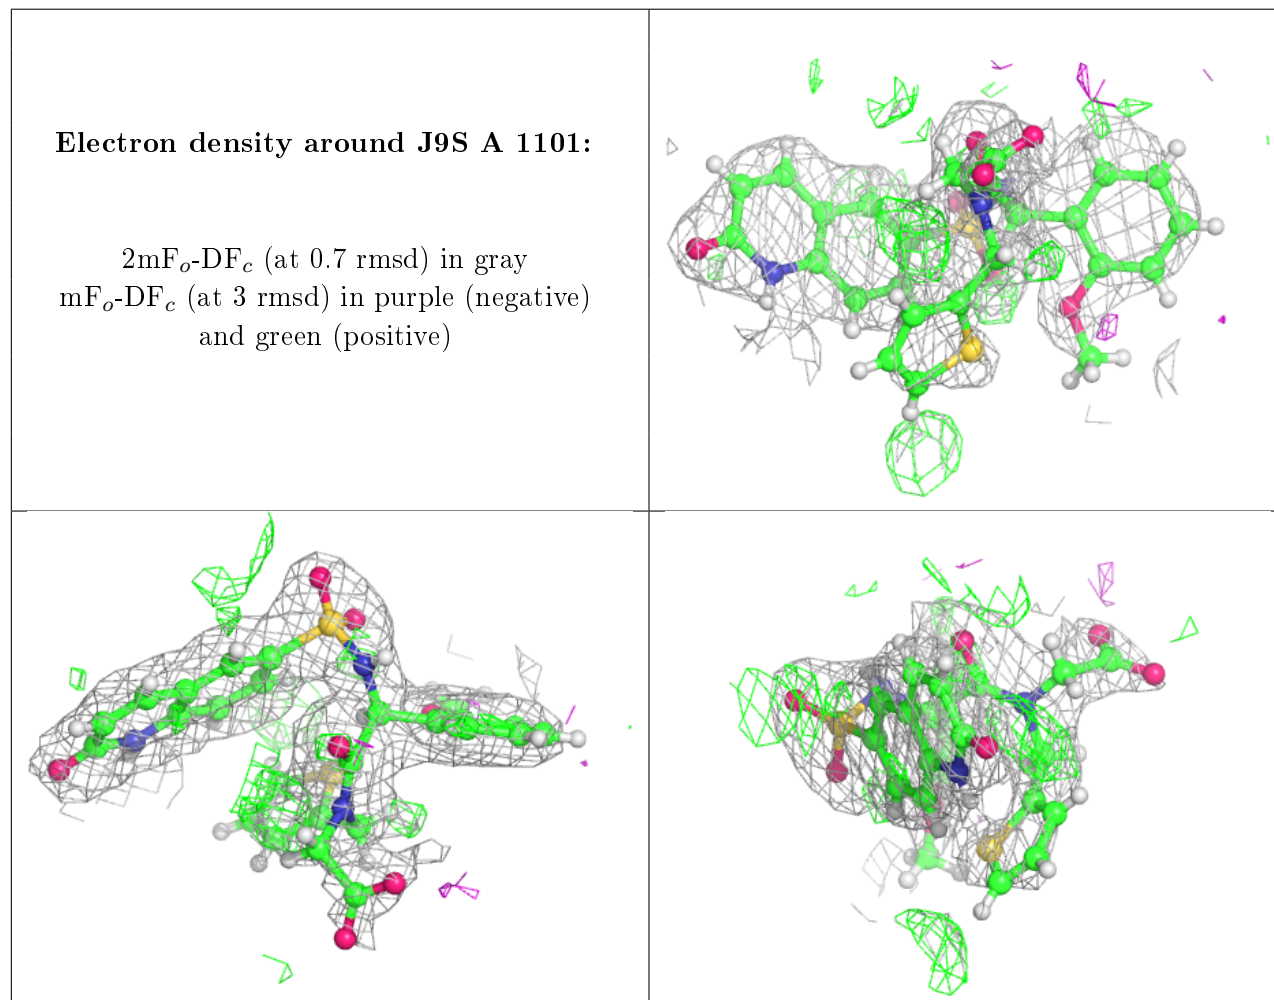 Electron density around J9S A 1101:
2mFo-DFc (at 0.7 rmsd) in gray
mFo-DFc (at 3 rmsd) in purple (negative)
and green (positive)